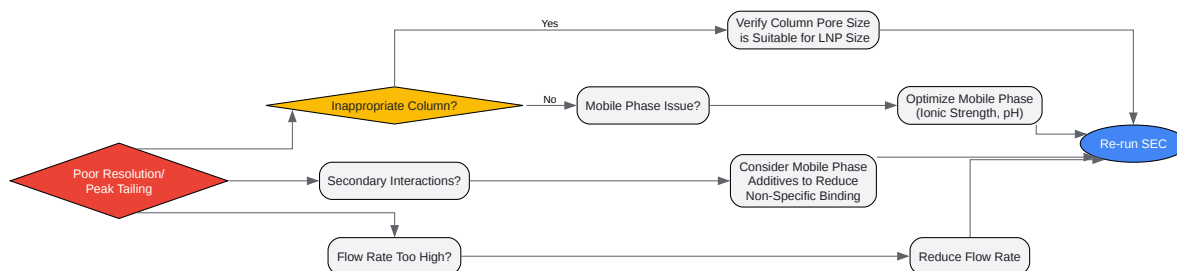 Yes
Verify Column Pore Size
is Suitable for LNP Size
Inappropriate Column?
No
Mobile Phase Issue?
Optimize Mobile Phase
(Ionic Strength, pH)
Re-run SEC
Poor Resolution/
Peak Tailing
Secondary Interactions?
Consider Mobile Phase
Additives to Reduce
Non-Specific Binding
Flow Rate Too High?
Reduce Flow Rate